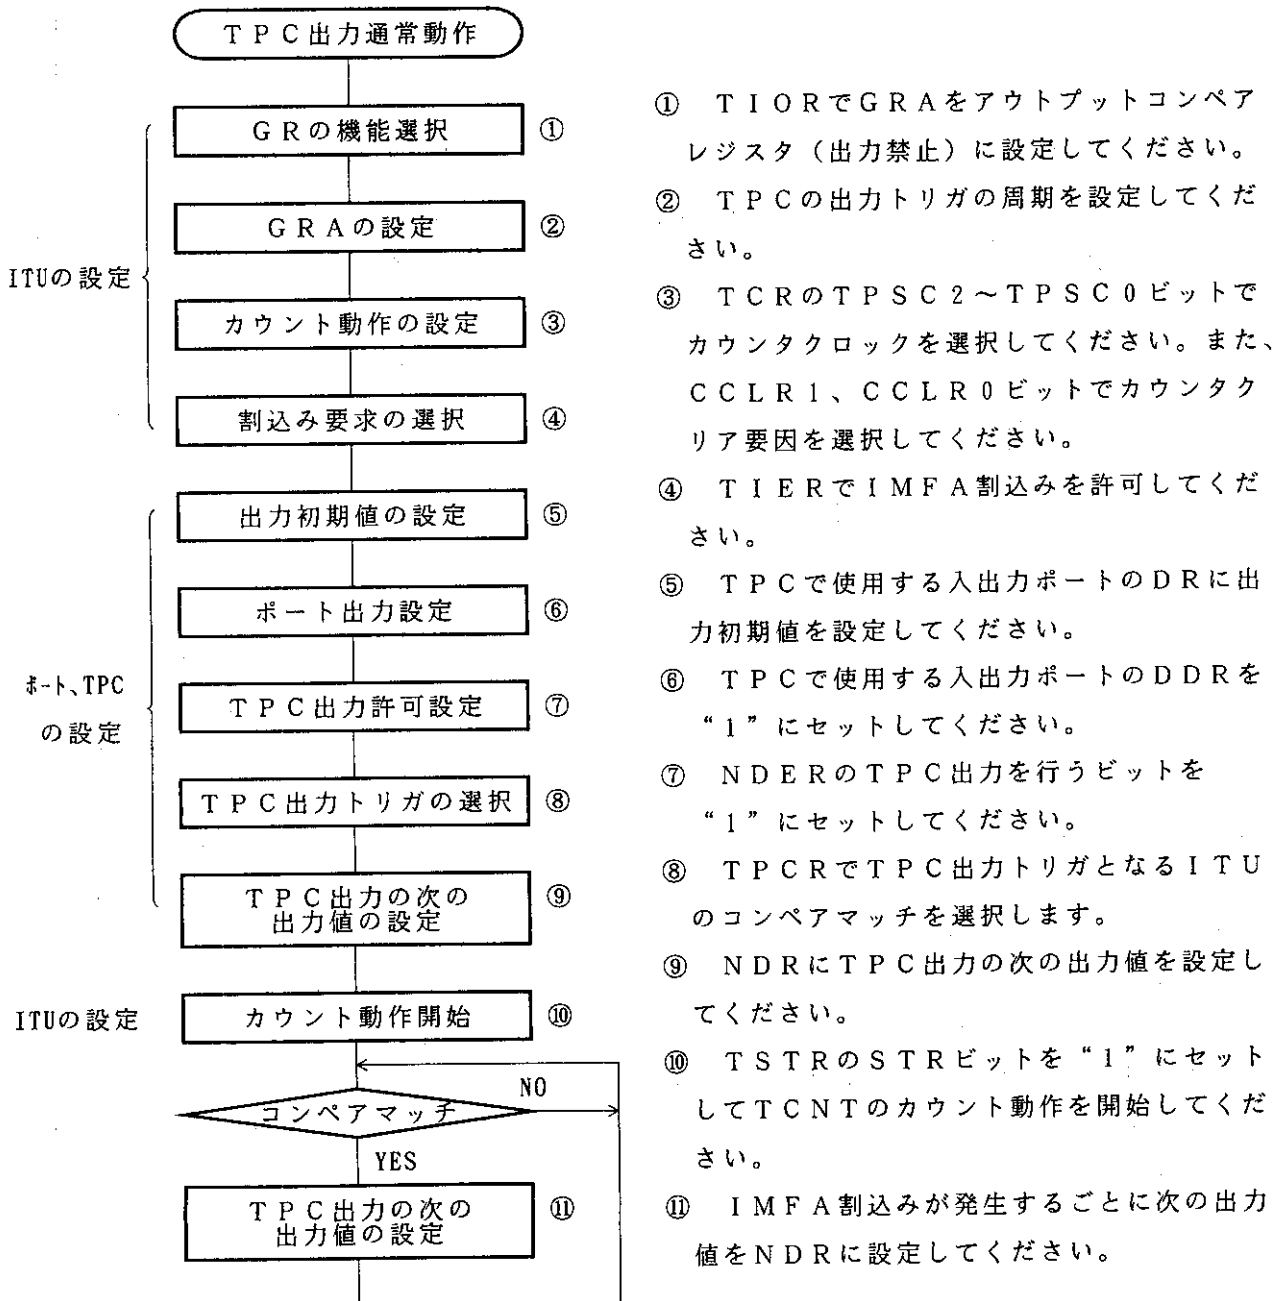 TPC出力通常動作
GRの機能選択 ①
GRAの設定 ②
ITUの設定
カウント動作の設定 ③
割込み要求の選択 ④
出力初期値の設定 ⑤
ポート出力設定 ⑥
ポート、TPC
の設定
TPC出力許可設定 ⑦
TPC出力トリガの選択 ⑧
TPC出力の次の ⑨
出力値の設定
ITUの設定
カウント動作開始 ⑩
コンペアマッチ
NO
YES
TPC出力の次の ⑪
出力値の設定
① TIORでGRAをアウトプットコンペア
レジスタ(出力禁止)に設定してください。
② TPCの出力トリガの周期を設定してくだ
さい。
③ TCRのTPSC2~TPSC0ビットで
カウンタクロックを選択してください。また、
CCLR1、CCLR0ビットでカウンタク
リア要因を選択してください。
④ TIERでIMFA割込みを許可してくだ
さい。
⑤ TPCで使用する入出力ポートのDRに出
力初期値を設定してください。
⑥ TPCで使用する入出力ポートのDDRを
“1”にセットしてください。
⑦ NDERのTPC出力を行うビットを
“1”にセットしてください。
⑧ TPCRでTPC出力トリガとなるITU
のコンペアマッチを選択します。
⑨ NDRにTPC出力の次の出力値を設定し
てください。
⑩ TSTRのSTRビットを“1”にセット
してTCNTのカウント動作を開始してくだ
さい。
⑪ IMFA割込みが発生するごとに次の出力
値をNDRに設定してください。